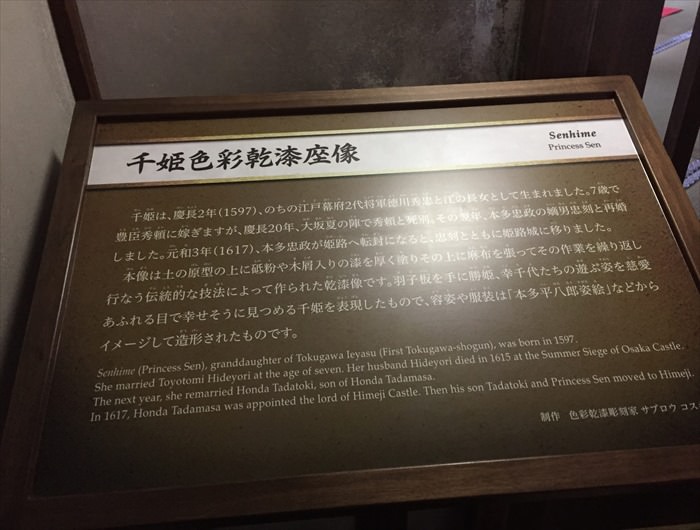 千姫色彩乾漆座像
Senhime
Princess Sen
千姫は、慶長2年(1597)、のちの江戸幕府2代将軍徳川秀忠と江の長女として生まれました。7歳で
豊臣秀頼に嫁ぎますが、慶長20年、大坂夏の陣で秀頼と死別。その翌年、本多忠政の嫡男忠刻と再婚
しました。元和3年(1617)、本多忠政が姫路へ転封になると、忠刻とともに姫路城に移りました。
本像は土の原型の上に砥粉や木屑入りの漆を厚く塗りその上に麻布を張ってその作業を繰り返し
行なう伝統的な技法によって作られた乾漆像です。羽子板を手に勝姫、幸千代たちの遊ぶ姿を慈愛
あふれる目で幸せそうに見つめる千姫を表現したもので、容姿や服装は「本多平八郎姿絵」などから
イメージして造形されたものです。
Senhime (Princess Sen), granddaughter of Tokugawa Ieyasu (First Tokugawa-shogun), was born in 1597.
She married Toyotomi Hideyori at the age of seven. Her husband Hideyori died in 1615 at the Summer Siege of Osaka Castle.
The next year, she remarried Honda Tadatoki, son of Honda Tadamasa.
In 1617, Honda Tadamasa was appointed the lord of Himeji Castle. Then his son Tadatoki and Princess Sen moved to Himeji.
制作 色彩乾漆彫刻家 サブロウ コス